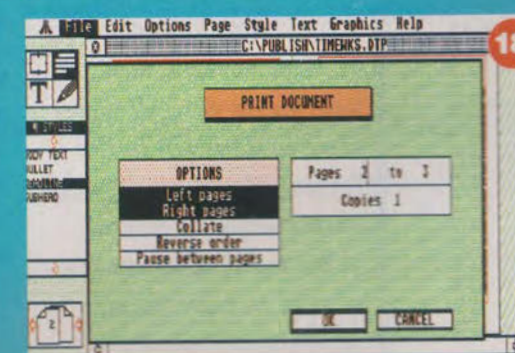 File Edit Options Page Style Text Graphics Help
C:\PUBLISH\TIMEWKS.DTP
18
T
PRINT DOCUMENT
STYLES
BODY TEXT
BULLET
HEADLINE
SUBHEAD
OPTIONS
Left pages
Right pages
Collate
Reverse order
Pause between pages
Pages 2 to 3
Copies 1
2
OK
CANCEL